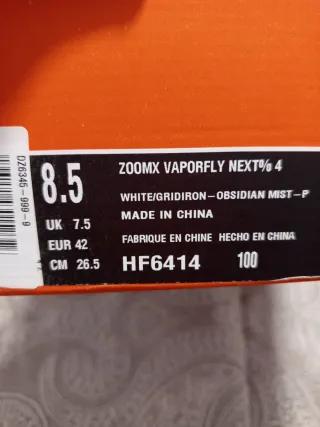 DZ6345-999-9
8.5
ZOOMX VAPORFLY NEXT% 4
WHITE/GRIDIRON-OBSIDIAN MIST-P
UK 7.5
MADE IN CHINA
EUR 42
FABRIQUE EN CHINE HECHO EN CHINA
CM 26.5
HF6414 100